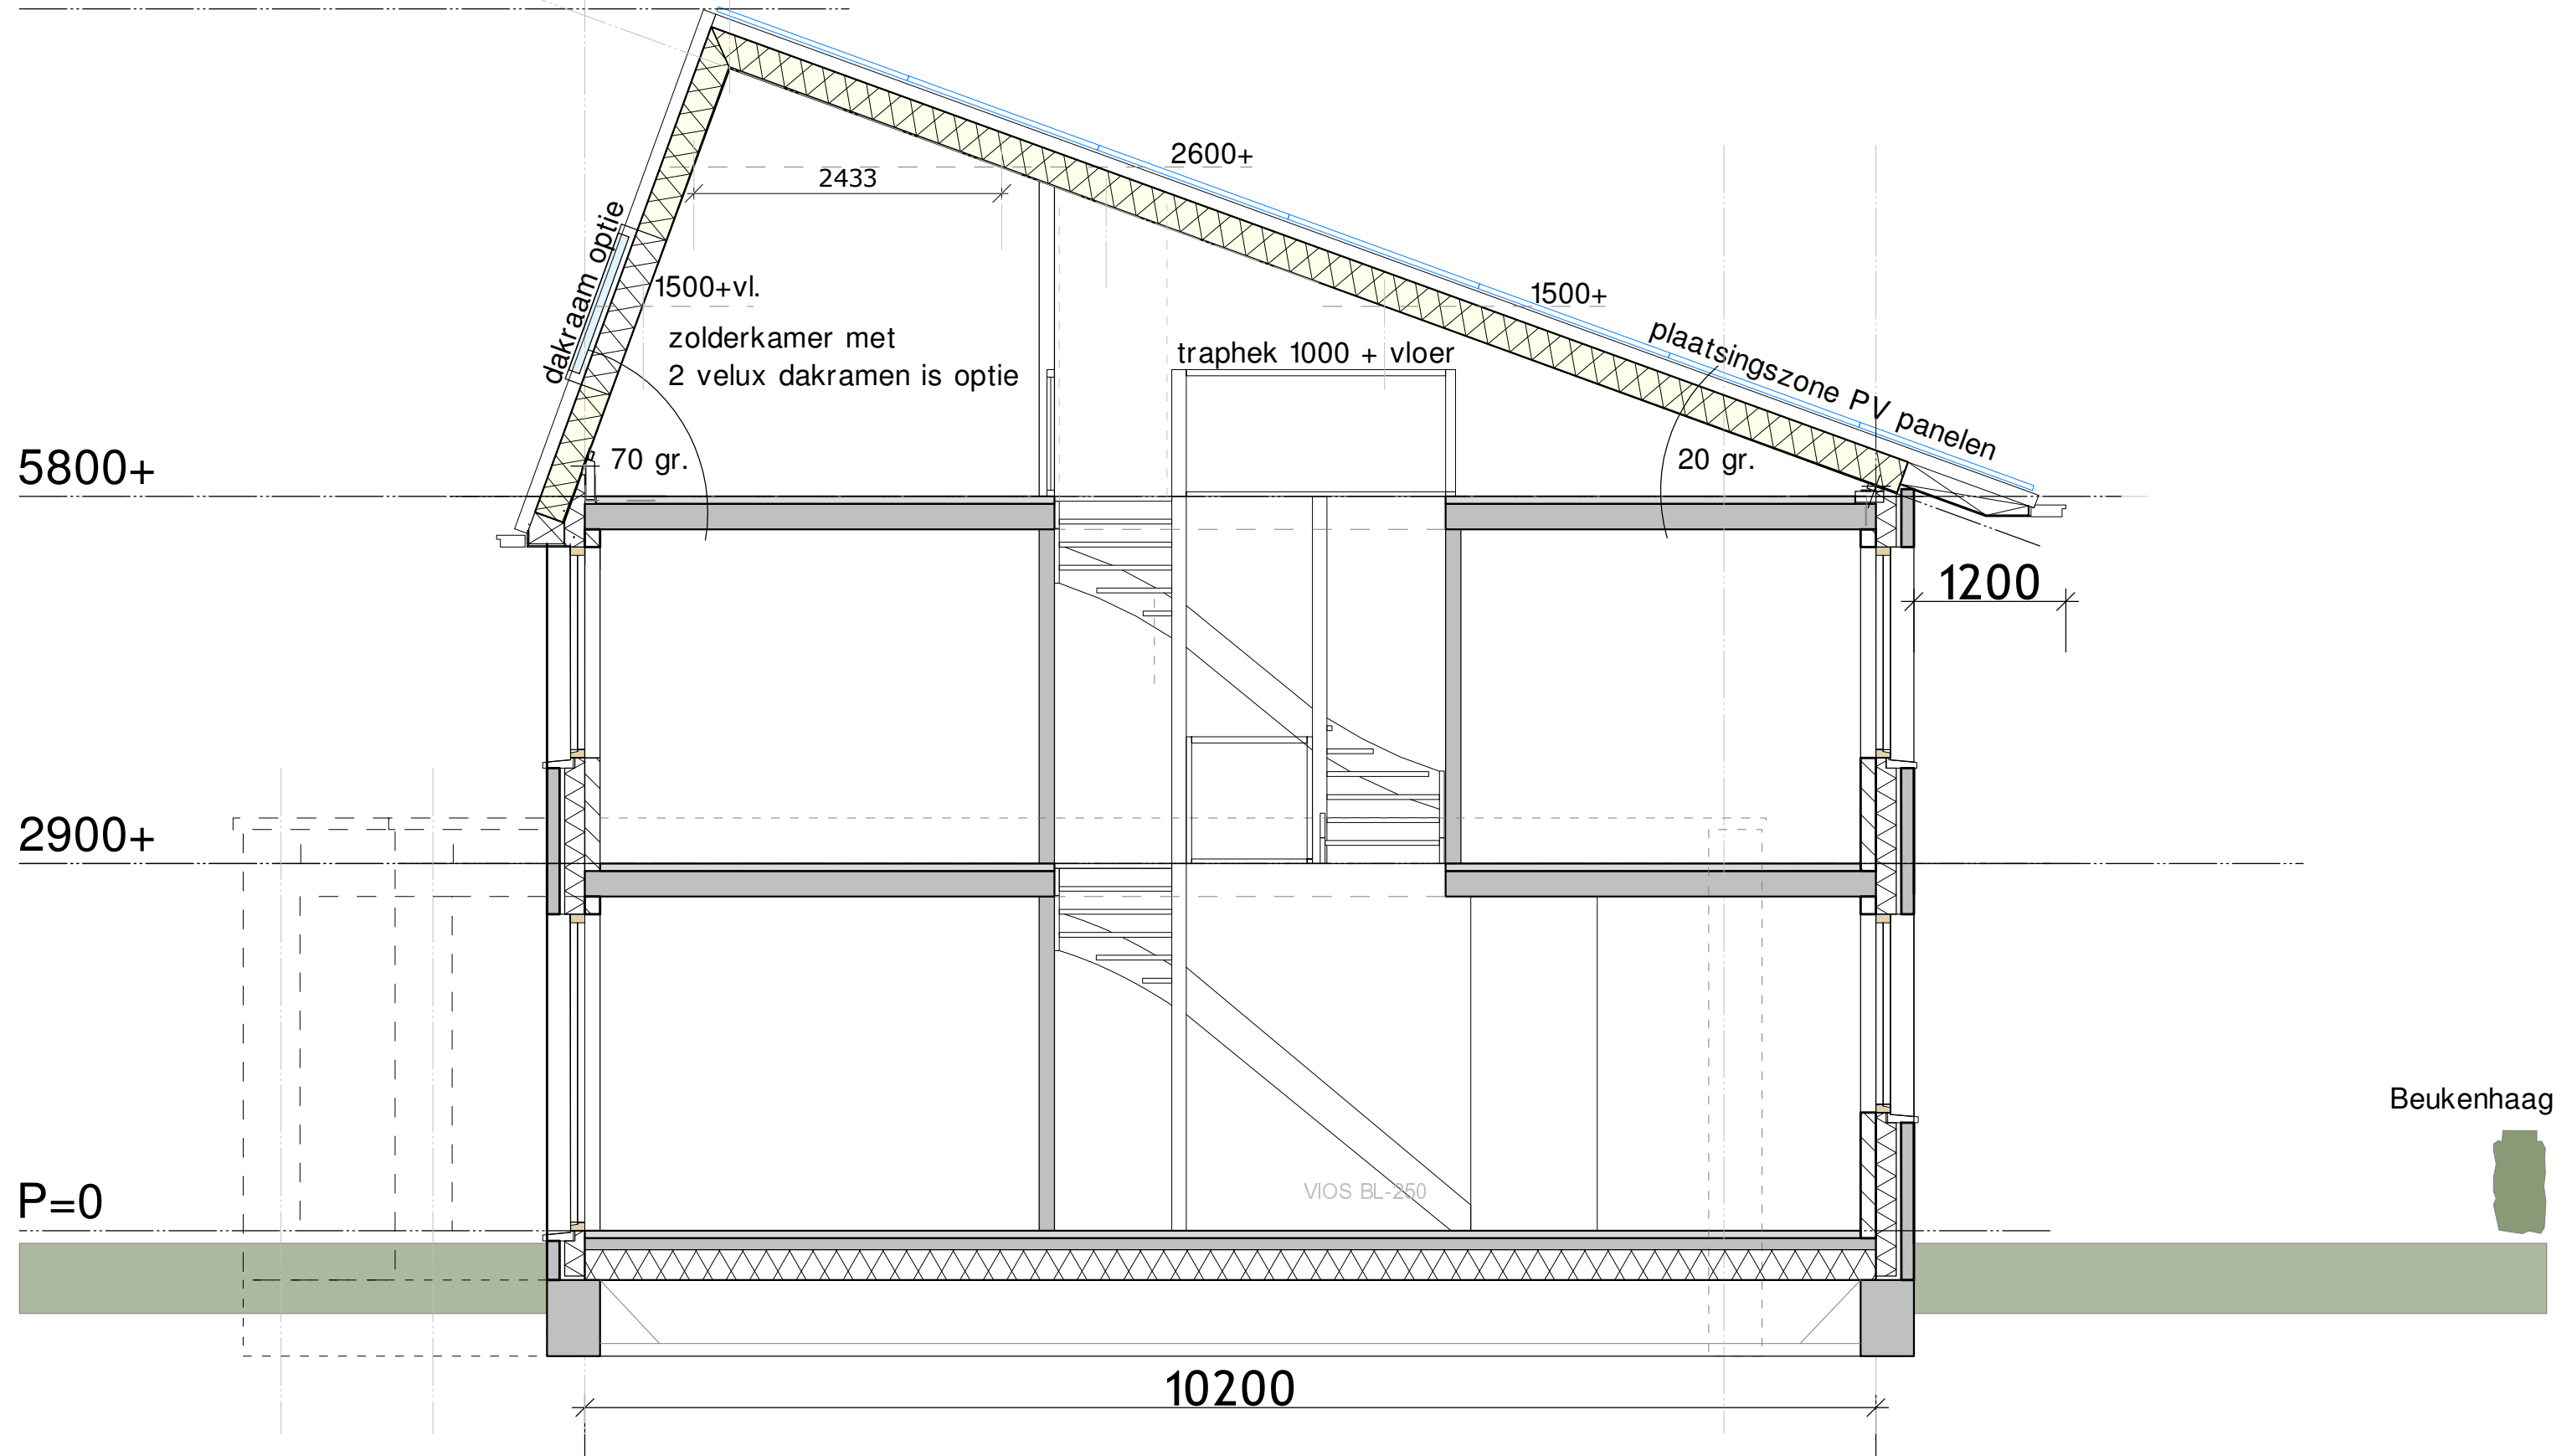 2600+
2433
dakraam optie
1500+vl.
1500+
zolderkamer met
2 velux dakramen is optie
traphek 1000 + vloer
plaatsingszone PV panelen
5800+
70 gr.
20 gr.
1200
2900+
Beukenhaag
P=0
VIOS BL-250
10200